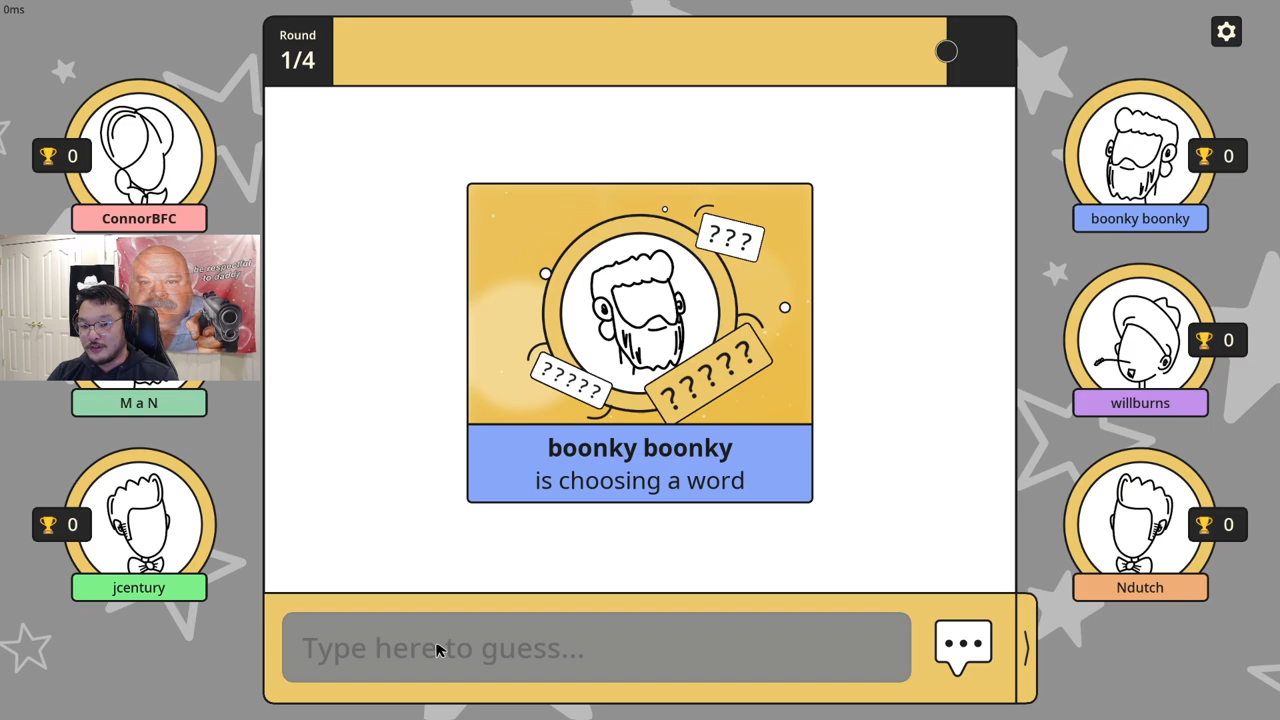 0ms
Round
1/4
0
ConnorBFC
be respectful
to daddy
M a N
0
jcentury
???
?????
?????
boonky boonky
is choosing a word
Type here to guess...
0
boonky boonky
0
willburns
0
Ndutch